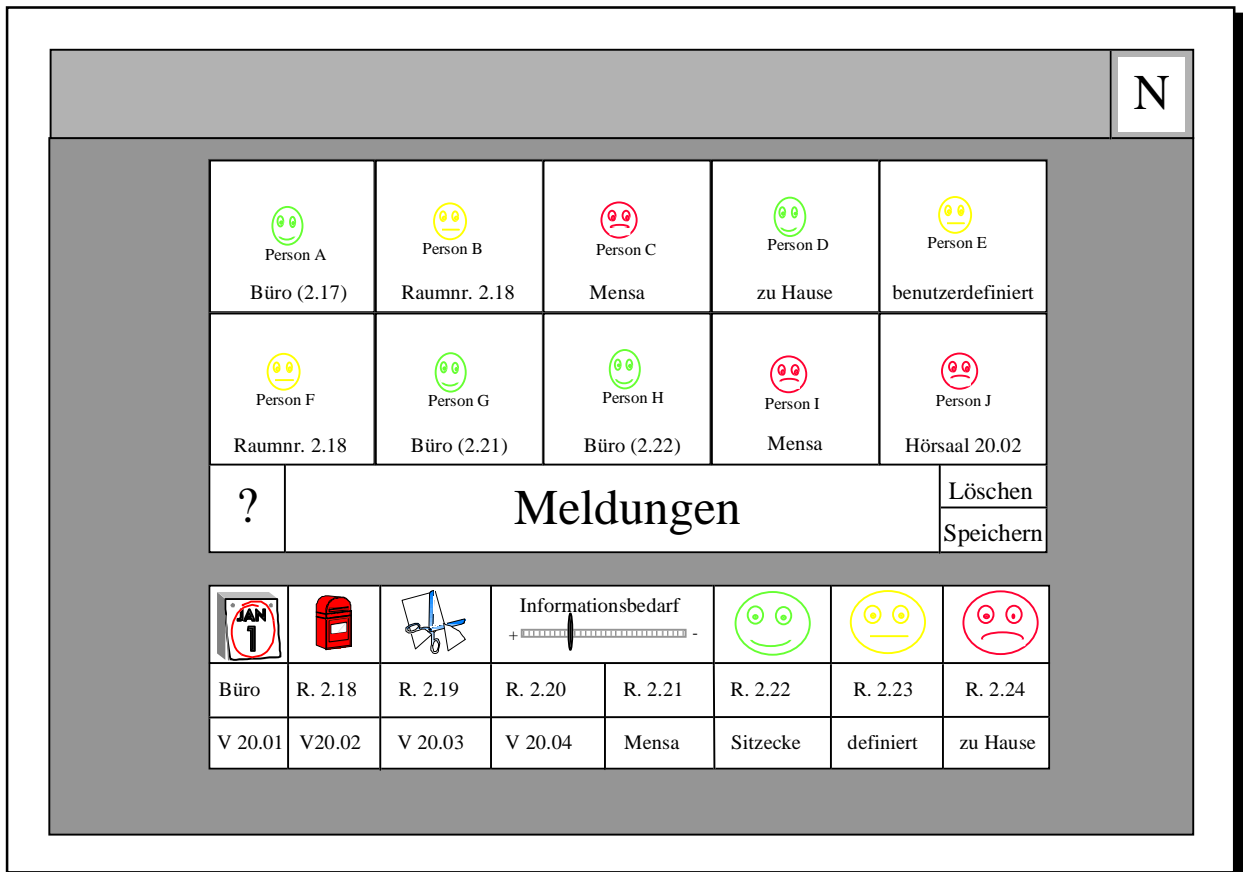 N
Person A
Person B
Person C
Person D
Person E
Büro (2.17)
Raumnr. 2.18
Mensa
zu Hause
benutzerdefiniert
Person F
Person G
Person H
Person I
Person J
Raumnr. 2.18
Büro (2.21)
Büro (2.22)
Mensa
Hörsaal 20.02
?
Meldungen
Löschen
Speichern
JAN
1
Informationsbedarf
+ -
Büro
R. 2.18
R. 2.19
R. 2.20
R. 2.21
R. 2.22
R. 2.23
R. 2.24
V 20.01
V20.02
V 20.03
V 20.04
Mensa
Sitzecke
definiert
zu Hause